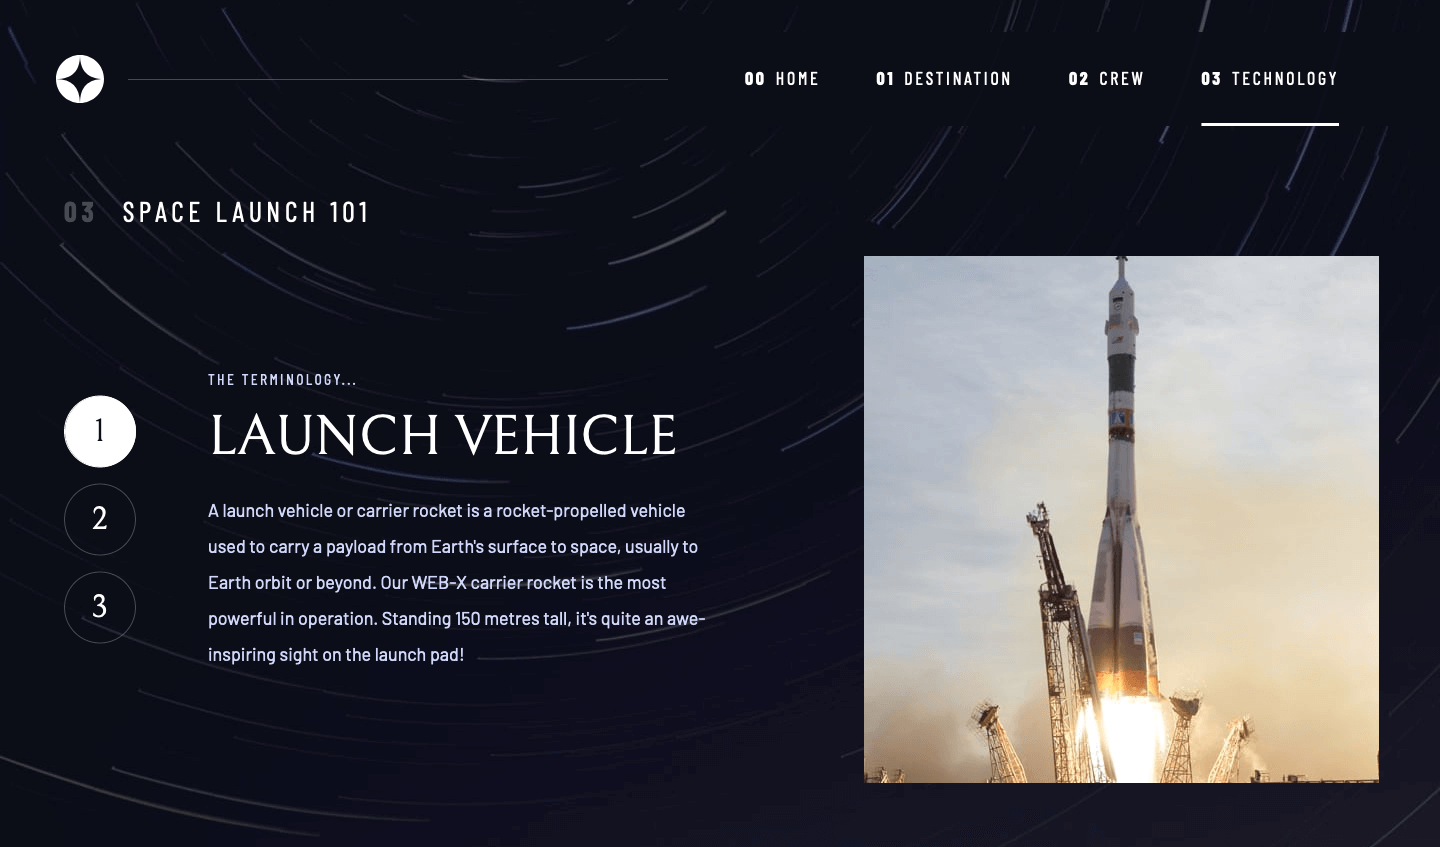 00 HOME
01 DESTINATION
02 CREW
03 TECHNOLOGY
03 SPACE LAUNCH 101
THE TERMINOLOGY...
1
LAUNCH VEHICLE
2
3
A launch vehicle or carrier rocket is a rocket-propelled vehicle
used to carry a payload from Earth's surface to space, usually to
Earth orbit or beyond. Our WEB-X carrier rocket is the most
powerful in operation. Standing 150 metres tall, it's quite an awe-
inspiring sight on the launch pad!